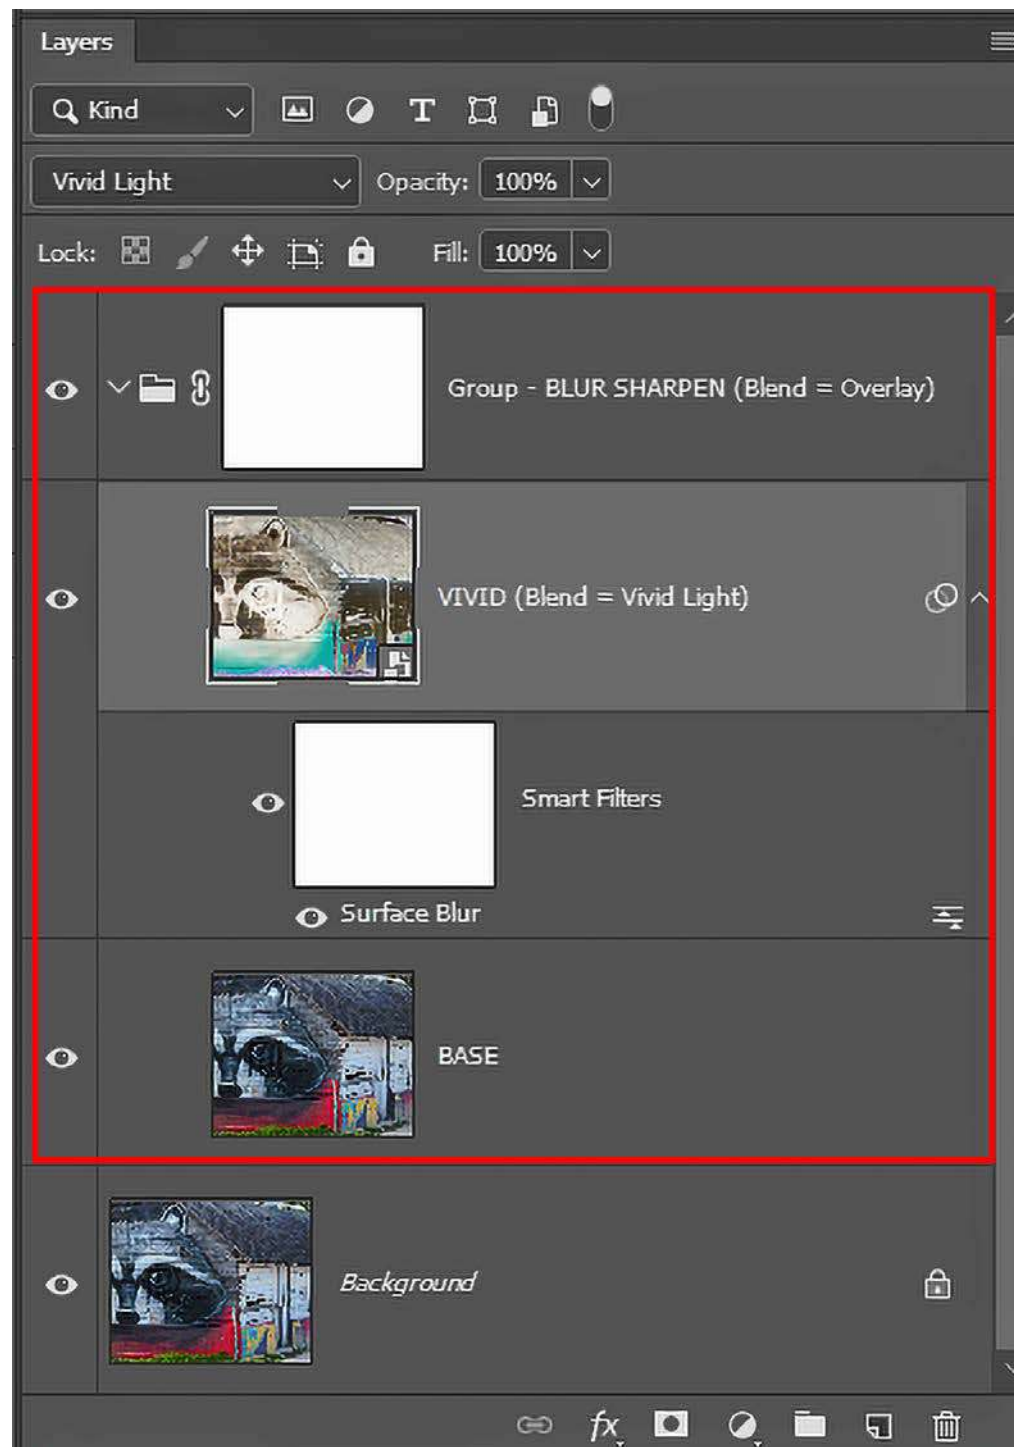 Layers
Kind
Vivid Light Opacity: 100%
Lock: Fill: 100%
Group - BLUR SHARPEN (Blend = Overlay)
VIVID (Blend = Vivid Light)
Smart Filters
Surface Blur
BASE
Background
fx